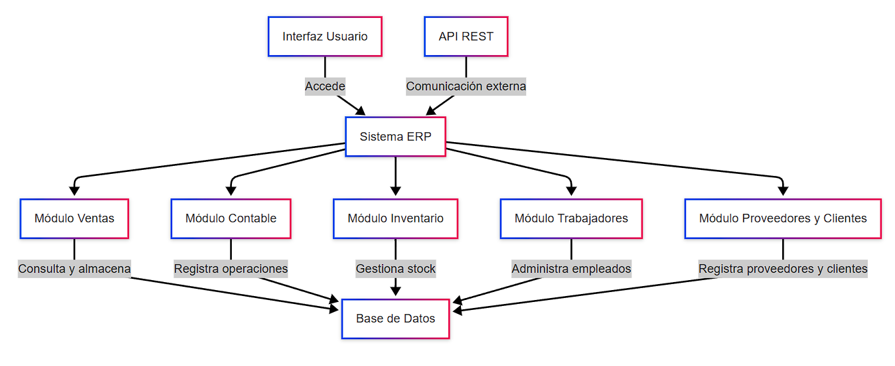 Interfaz Usuario
API REST
Accede
Comunicación externa
Sistema ERP
Módulo Ventas
Módulo Contable
Módulo Inventario
Módulo Trabajadores
Módulo Proveedores y Clientes
Consulta y almacena
Registra operaciones
Gestiona stock
Administra empleados
Registra proveedores y clientes
Base de Datos